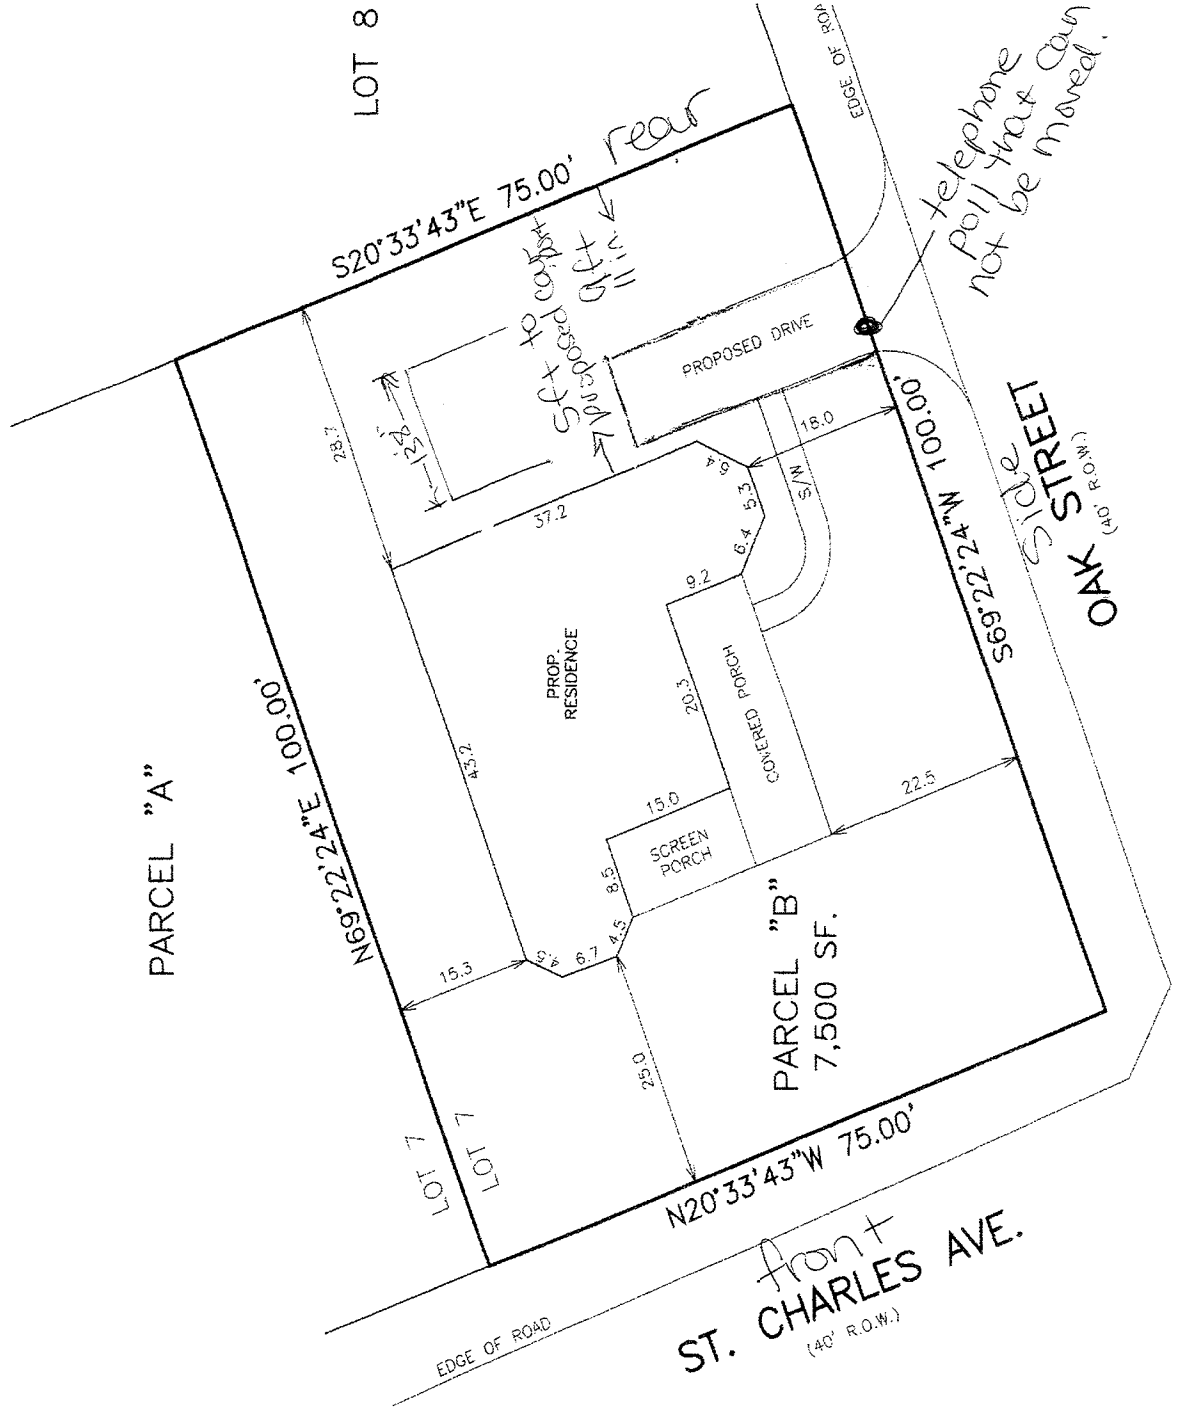 LOT 8
EDGE OF ROA
telephone
poll that can
not be moved.
rear
S20°33'43"E 75.00'
5ft to carport
proposed
9ft
11 in.
13'8"
28.7
PROPOSED DRIVE
37.2
5.4
5.3
6.4
18.0
S/W
9.2
PROP.
RESIDENCE
COVERED PORCH
20.3
43.2
15.0
SCREEN
PORCH
8.5
4.5
6.7
4.5
22.5
25.0
15.3
PARCEL "A"
N69°22'24"E 100.00'
S69°22'24"W 100.00'
Side
OAK STREET
(40' R.O.W.)
PARCEL "B"
7,500 SF.
LOT 7
LOT 7
N20°33'43"W 75.00'
front
ST. CHARLES AVE.
(40' R.O.W.)
EDGE OF ROAD